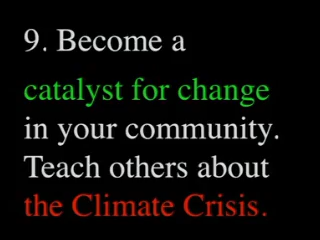 9. Become a
catalyst for change
in your community.
Teach others about
the Climate Crisis.